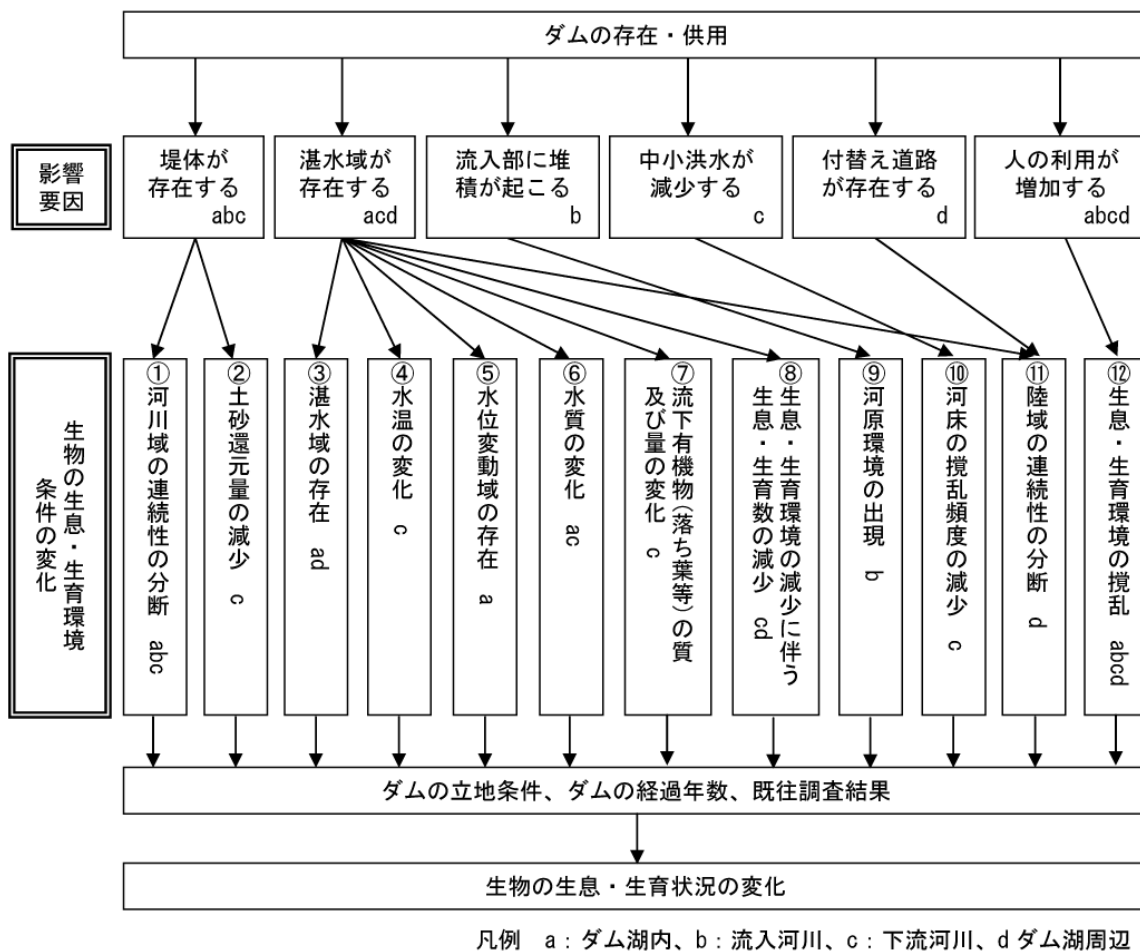 ダムの存在・供用
影響
要因
堤体が
存在する
abc
湛水域が
存在する
acd
流入部に堆
積が起こる
b
中小洪水が
減少する
c
付替え道路
が存在する
d
人の利用が
増加する
abcd
生物の生息・生育環境
条件の変化
①河川域の連続性の分断 abc
②土砂還元量の減少 c
③湛水域の存在 ad
④水温の変化 c
⑤水位変動域の存在 a
⑥水質の変化 ac
⑦流下有機物(落ち葉等)の質
及び量の変化 c
⑧生息・生育環境の減少に伴う
生息・生育数の減少 cd
⑨河原環境の出現 b
⑩河床の撹乱頻度の減少 c
⑪陸域の連続性の分断 d
⑫生息・生育環境の撹乱 abcd
ダムの立地条件、ダムの経過年数、既往調査結果
生物の生息・生育状況の変化
凡例 a：ダム湖内、b：流入河川、c：下流河川、d ダム湖周辺